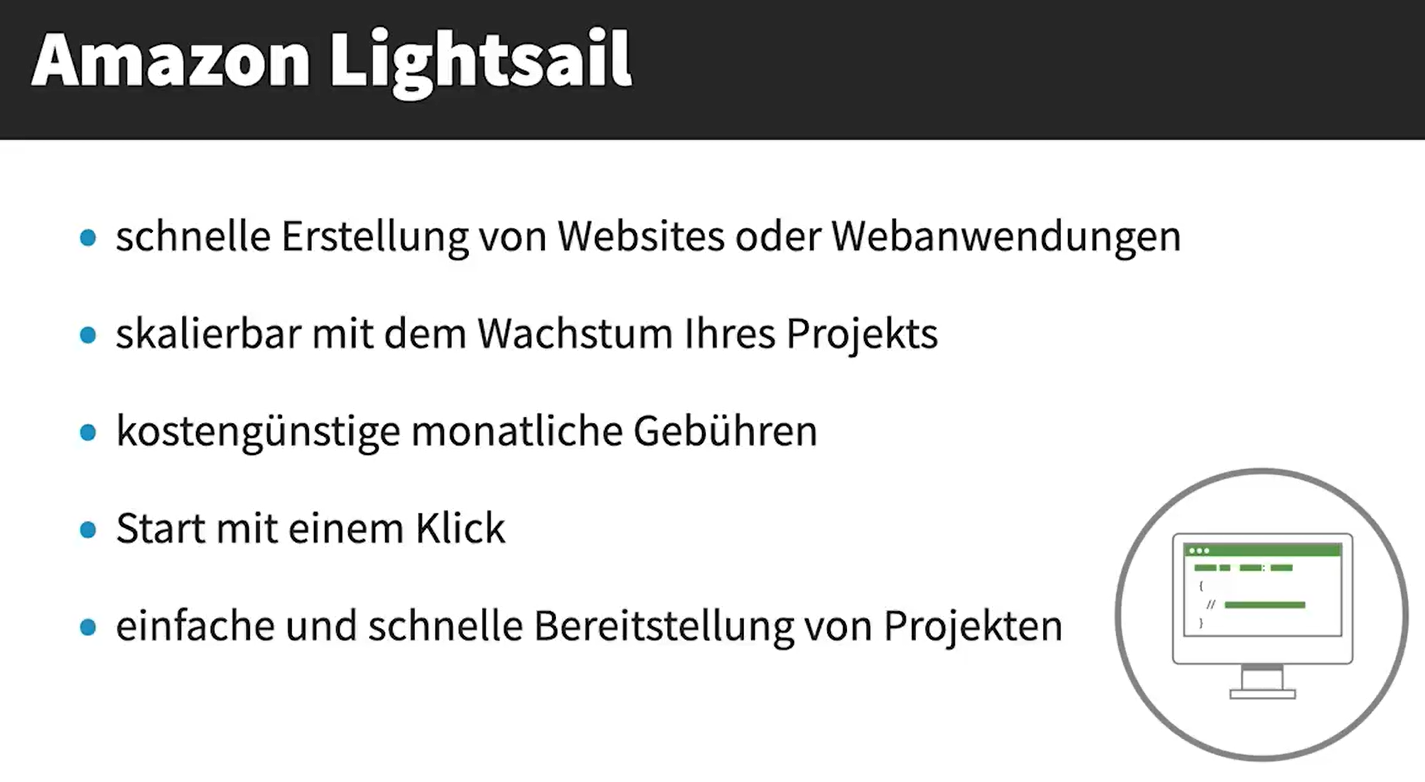 Amazon Lightsail
• schnelle Erstellung von Websites oder Webanwendungen
• skalierbar mit dem Wachstum Ihres Projekts
• kostengünstige monatliche Gebühren
• Start mit einem Klick
• einfache und schnelle Bereitstellung von Projekten
{
//
}